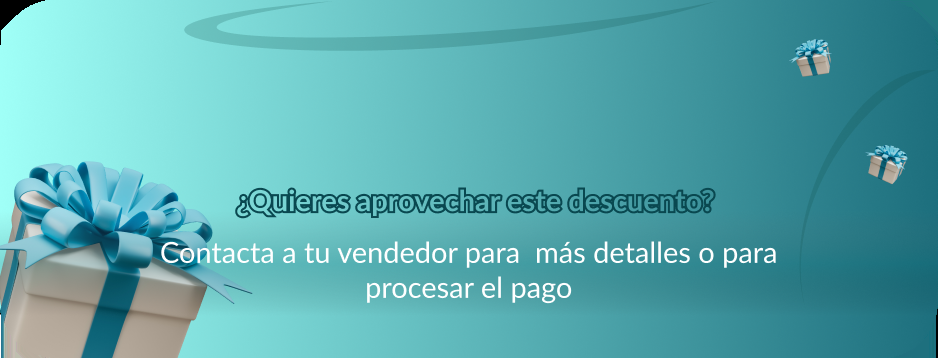 ¿Quieres aprovechar este descuento?
Contacta a tu vendedor para  más detalles o para
procesar el pago